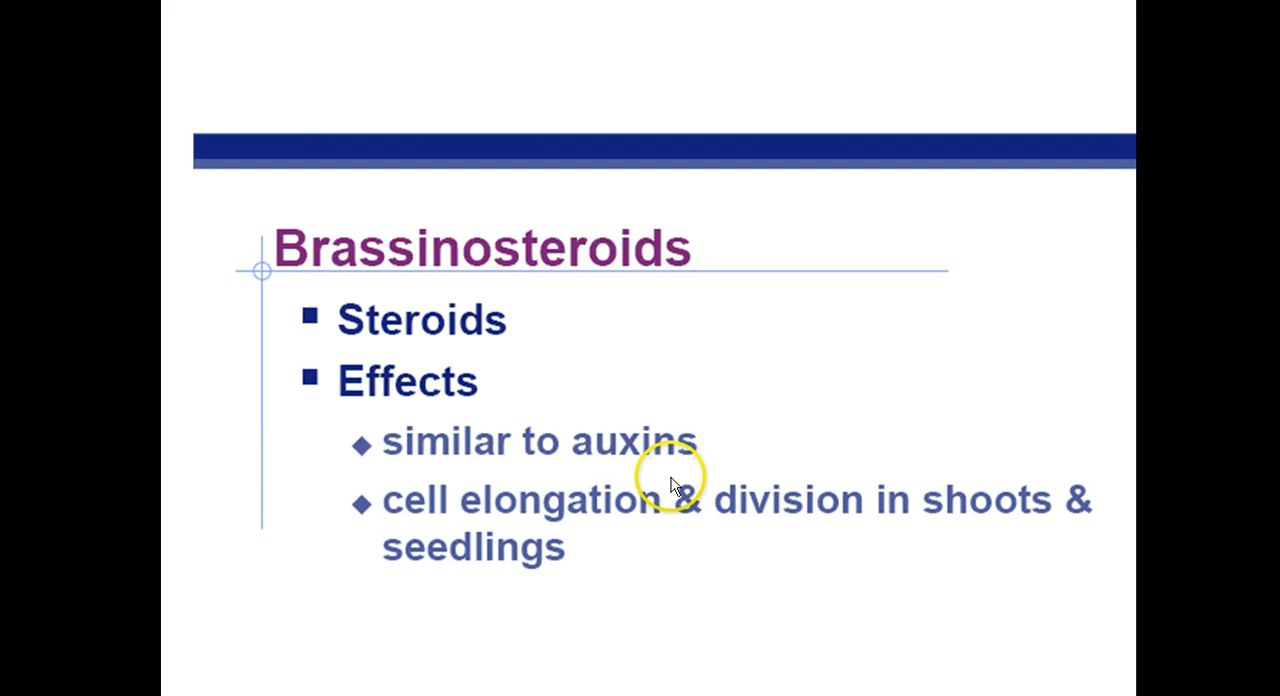 Brassinosteroids
Steroids
Effects
similar to auxins
cell elongation & division in shoots &
seedlings